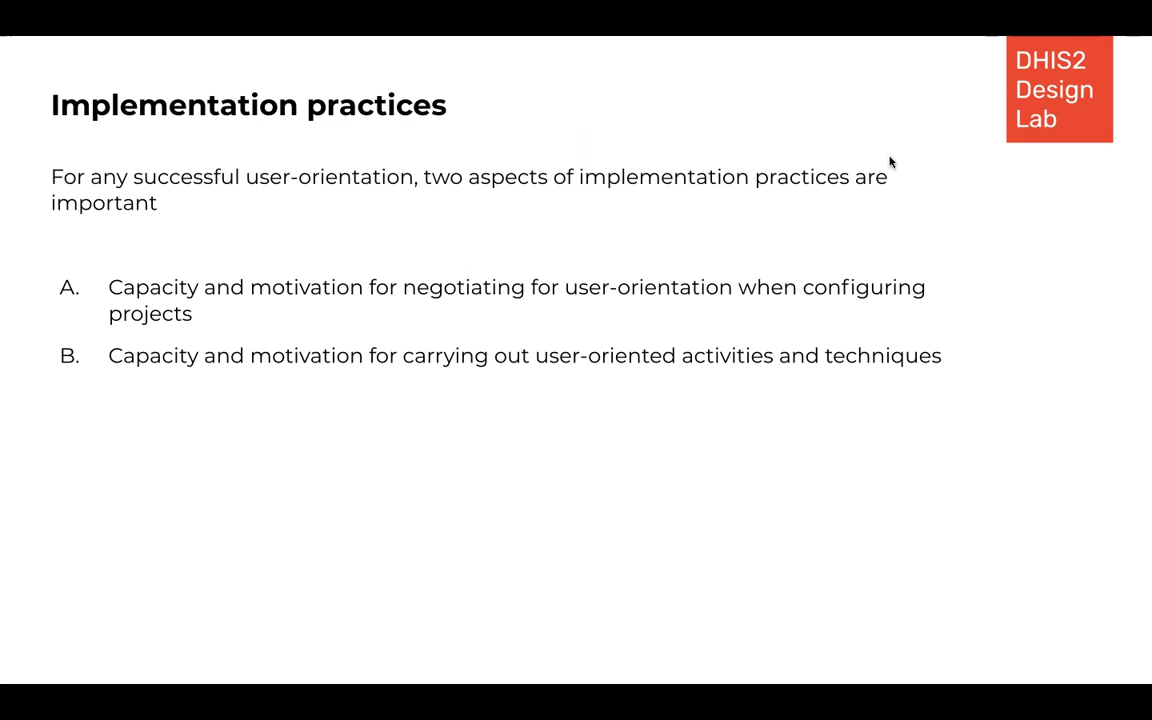 DHIS2
Design
Lab
Implementation practices
For any successful user-orientation, two aspects of implementation practices are
important
A. Capacity and motivation for negotiating for user-orientation when configuring
projects
B. Capacity and motivation for carrying out user-oriented activities and techniques